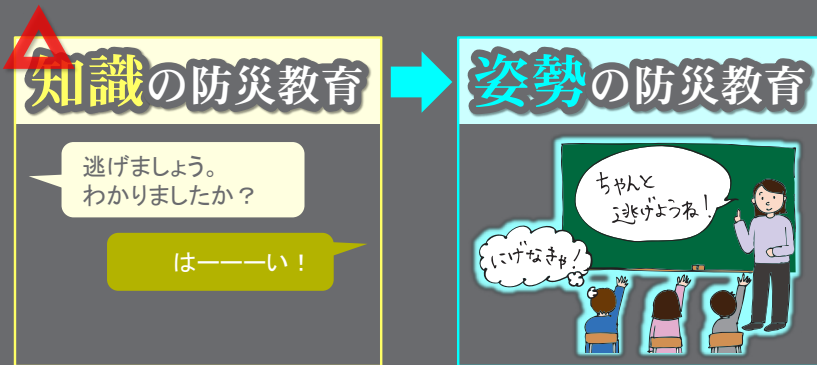 知識の防災教育
逃げましょう。
わかりましたか？
はーーーい！
姿勢の防災教育
ちゃんと
逃げようね！
にげなきゃ！